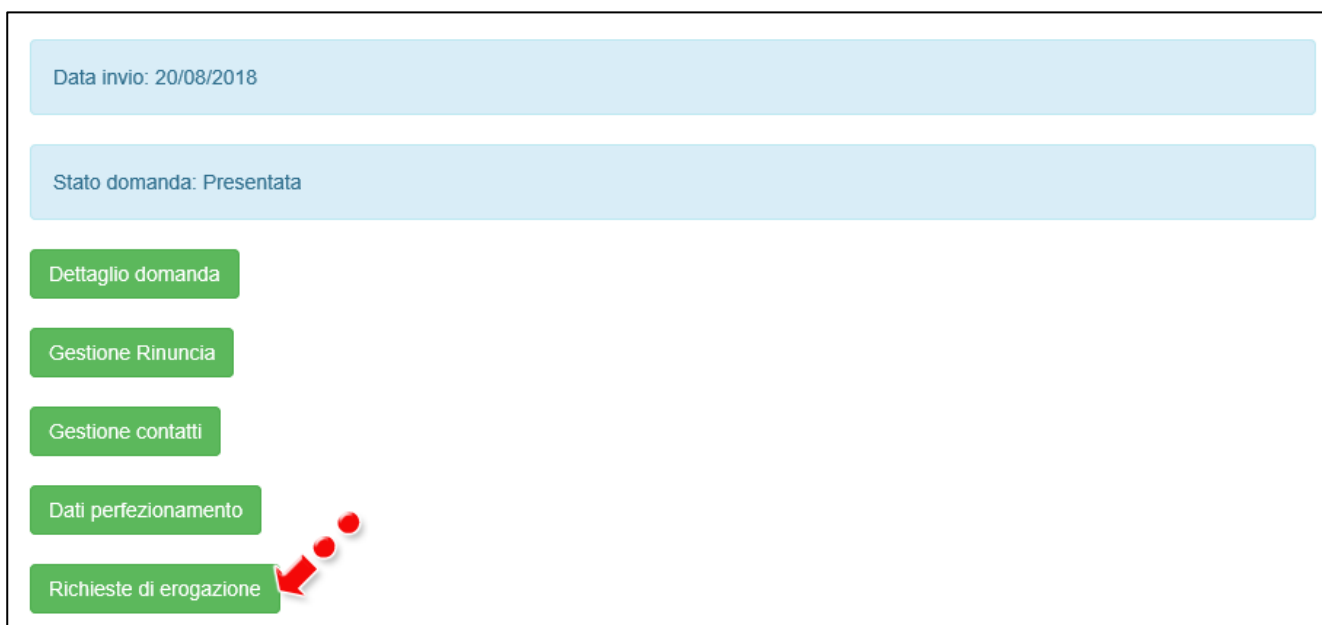 Data invio: 20/08/2018
Stato domanda: Presentata
Dettaglio domanda
Gestione Rinuncia
Gestione contatti
Dati perfezionamento
Richieste di erogazione